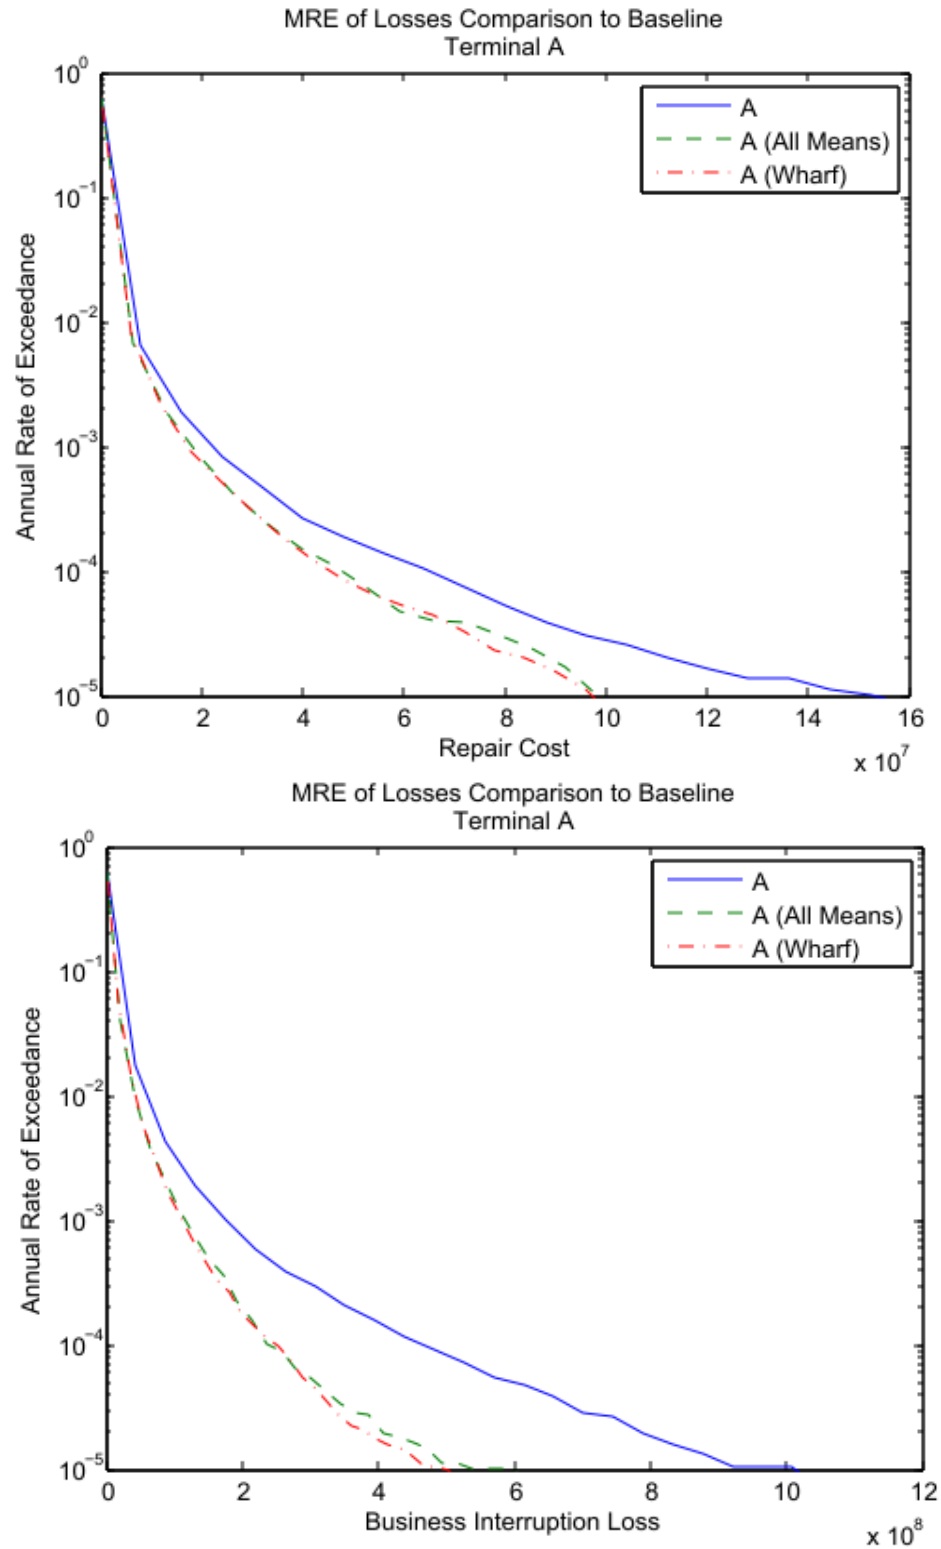 MRE of Losses Comparison to Baseline
Terminal A
10^0
10^-1
10^-2
10^-3
10^-4
10^-5
Annual Rate of Exceedance
A
A (All Means)
A (Wharf)
0 2 4 6 8 10 12 14 16
Repair Cost
x 10^7
MRE of Losses Comparison to Baseline
Terminal A
10^0
10^-1
10^-2
10^-3
10^-4
10^-5
Annual Rate of Exceedance
A
A (All Means)
A (Wharf)
0 2 4 6 8 10 12
Business Interruption Loss
x 10^8